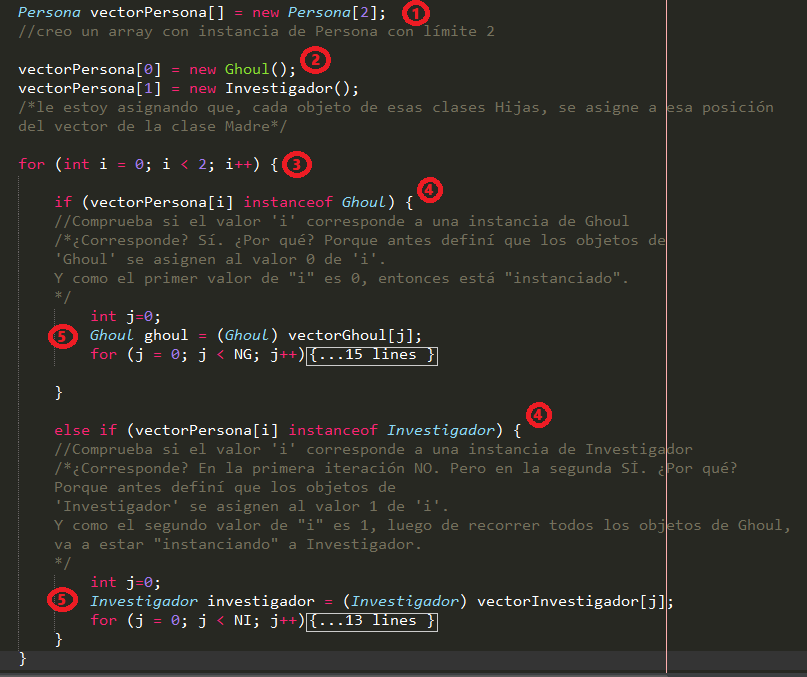 Persona vectorPersona[] = new Persona[2]; 1
//creo un array con instancia de Persona con límite 2
vectorPersona[0] = new Ghoul(); 2
vectorPersona[1] = new Investigador();
/*le estoy asignando que, cada objeto de esas clases Hijas, se asigne a esa posición
del vector de la clase Madre*/
for (int i = 0; i < 2; i++) { 3
if (vectorPersona[i] instanceof Ghoul) { 4
//Comprueba si el valor 'i' corresponde a una instancia de Ghoul
/*¿Corresponde? Sí. ¿Por qué? Porque antes definí que los objetos de
'Ghoul' se asignen al valor 0 de 'i'.
Y como el primer valor de "i" es 0, entonces está "instanciado".
*/
int j=0;
5 Ghoul ghoul = (Ghoul) vectorGhoul[j];
for (j = 0; j < NG; j++){...15 lines }
}
else if (vectorPersona[i] instanceof Investigador) { 4
//Comprueba si el valor 'i' corresponde a una instancia de Investigador
/*¿Corresponde? En la primera iteración NO. Pero en la segunda SÍ. ¿Por qué?
Porque antes definí que los objetos de
'Investigador' se asignen al valor 1 de 'i'.
Y como el segundo valor de "i" es 1, luego de recorrer todos los objetos de Ghoul,
va a estar "instanciando" a Investigador.
*/
int j=0;
5 Investigador investigador = (Investigador) vectorInvestigador[j];
for (j = 0; j < NI; j++){...13 lines }
}
}